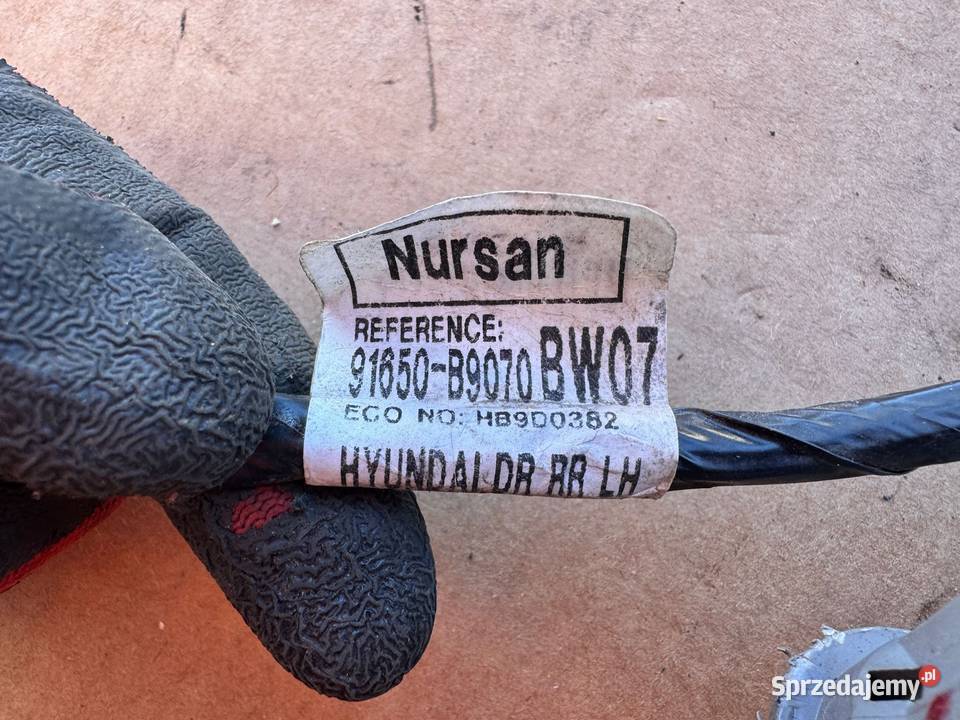 Nursan
REFERENCE:
91650-B9070 BW07
ECO NO: HB9D0382
HYUNDAI DR RR LH
Sprzedajemy.pl